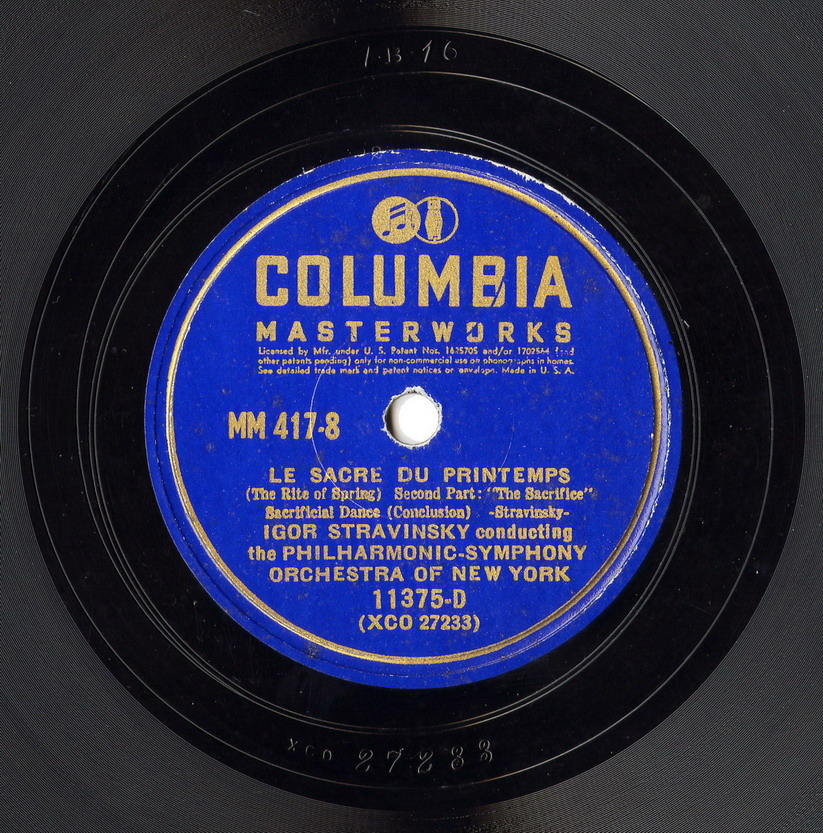 1-B-16
COLUMBIA
MASTERWORKS
Licensed by Mfr. under U. S. Patent Nos. 1625705 and/or 1702564 (and
other patents pending) only for non-commercial use on phonographs in homes.
See detailed trade mark and patent notices on envelope. Made in U. S. A.
MM 417-8
LE SACRE DU PRINTEMPS
(The Rite of Spring) Second Part: "The Sacrifice"
Sacrificial Dance (Conclusion) -Stravinsky-
IGOR STRAVINSKY conducting
the PHILHARMONIC-SYMPHONY
ORCHESTRA OF NEW YORK
11375-D
(XCO 27233)
XCO 27233